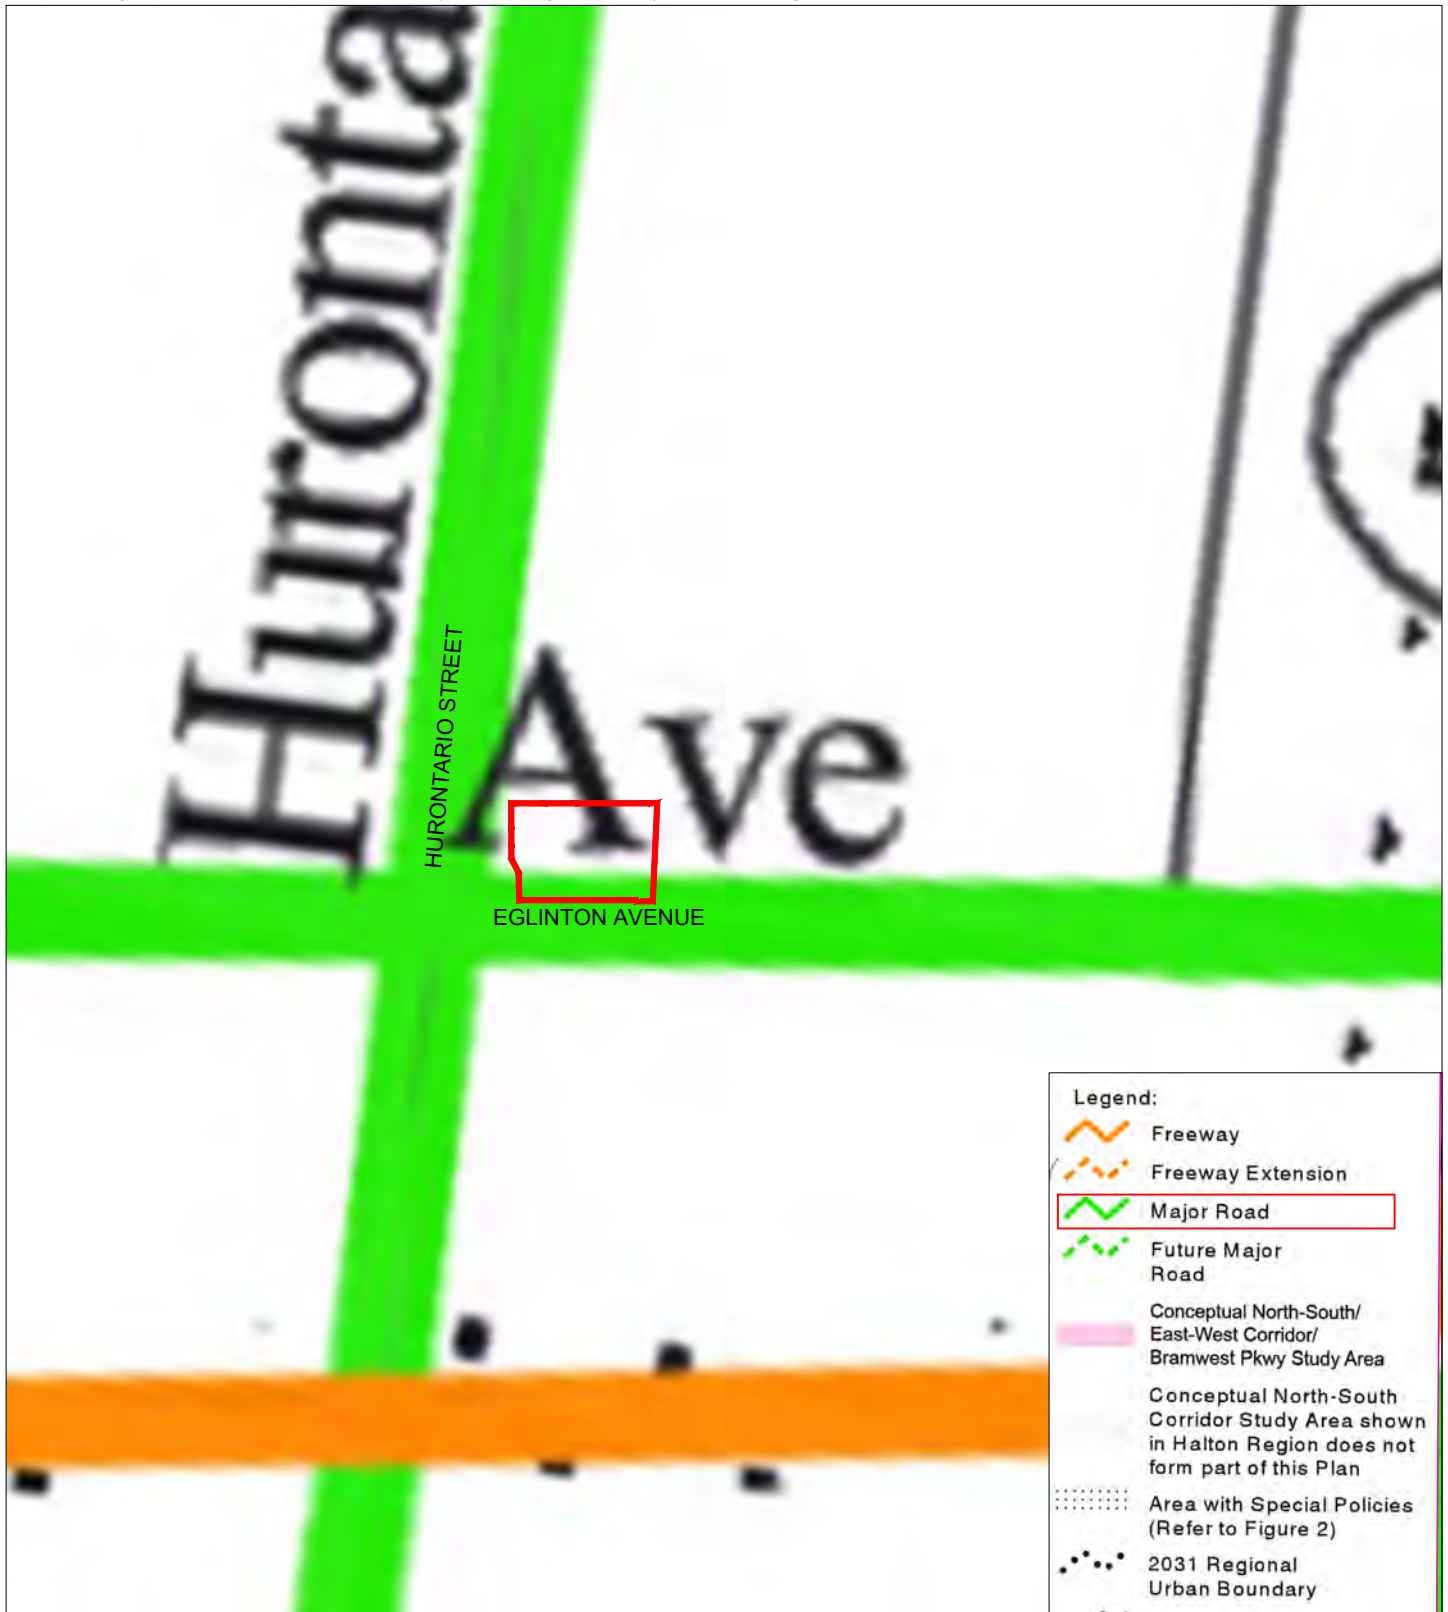 Huronta
HURONTARIO STREET
Ave
EGLINTON AVENUE
Legend:
Freeway
Freeway Extension
Major Road
Future Major
Road
Conceptual North-South/
East-West Corridor/
Bramwest Pkwy Study Area
Conceptual North-South
Corridor Study Area shown
in Halton Region does not
form part of this Plan
Area with Special Policies
(Refer to Figure 2)
2031 Regional
Urban Boundary